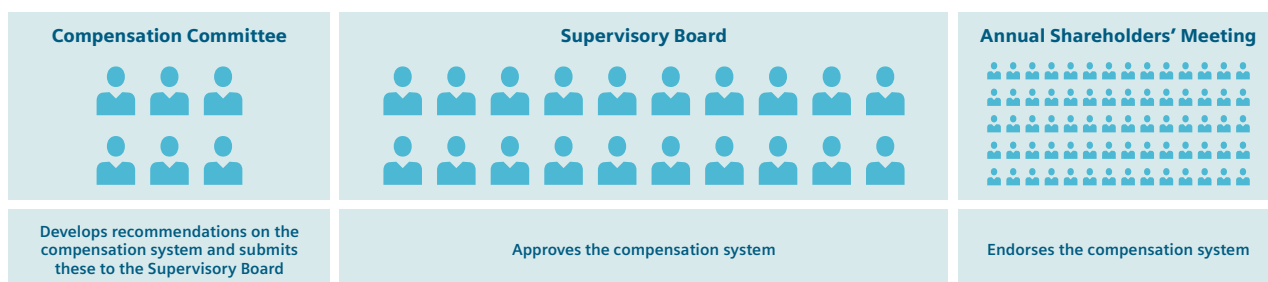 Compensation Committee
Supervisory Board
Annual Shareholders’ Meeting
Develops recommendations on the
compensation system and submits
these to the Supervisory Board
Approves the compensation system
Endorses the compensation system